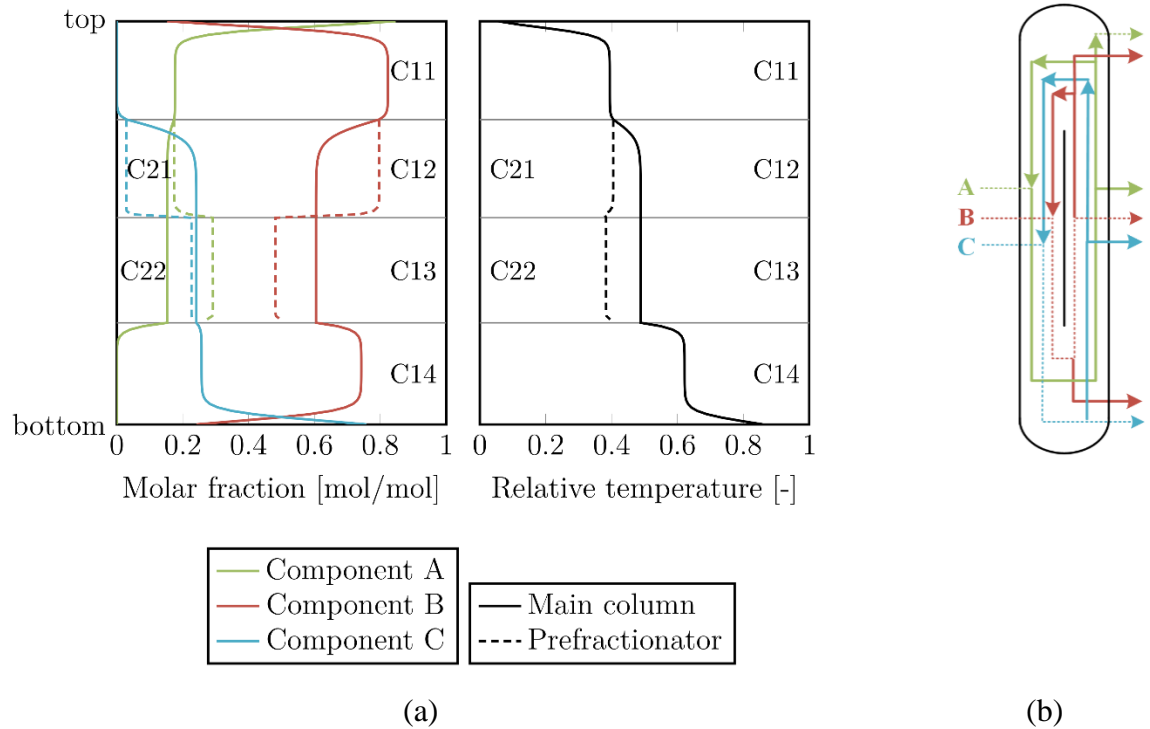 top
C11
C21
C12
C22
C13
C14
bottom
0 0.2 0.4 0.6 0.8 1
Molar fraction [mol/mol]
C11
C21
C12
C22
C13
C14
0 0.2 0.4 0.6 0.8 1
Relative temperature [-]
A
B
C
Component A
Component B
Component C
Main column
Prefractionator
(a)
(b)